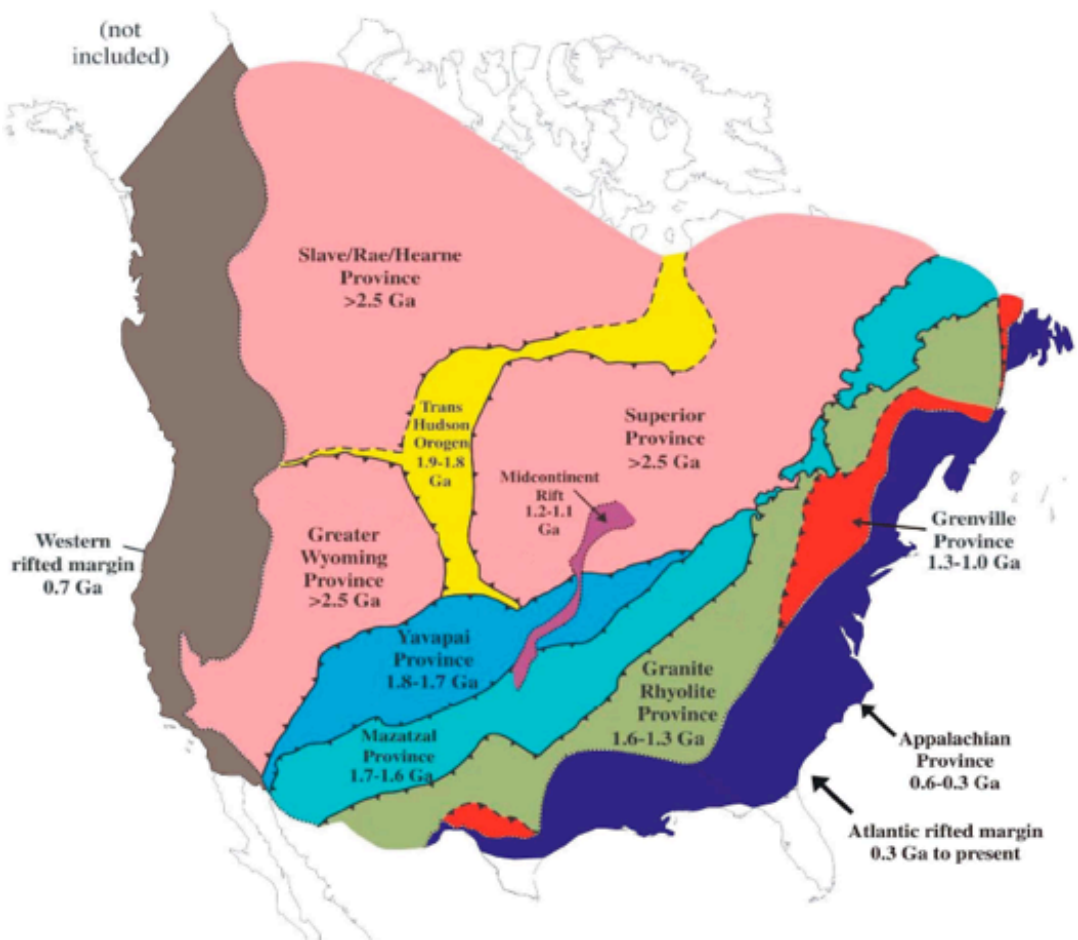 (not
included)
Slave/Rae/Hearne
Province
>2.5 Ga
Trans
Hudson
Orogen
1.9-1.8
Ga
Superior
Province
>2.5 Ga
Midcontinent
Rift
1.2-1.1
Ga
Western
rifted margin
0.7 Ga
Greater
Wyoming
Province
>2.5 Ga
Grenville
Province
1.3-1.0 Ga
Yavapai
Province
1.8-1.7 Ga
Granite
Rhyolite
Province
1.6-1.3 Ga
Mazatzal
Province
1.7-1.6 Ga
Appalachian
Province
0.6-0.3 Ga
Atlantic rifted margin
0.3 Ga to present